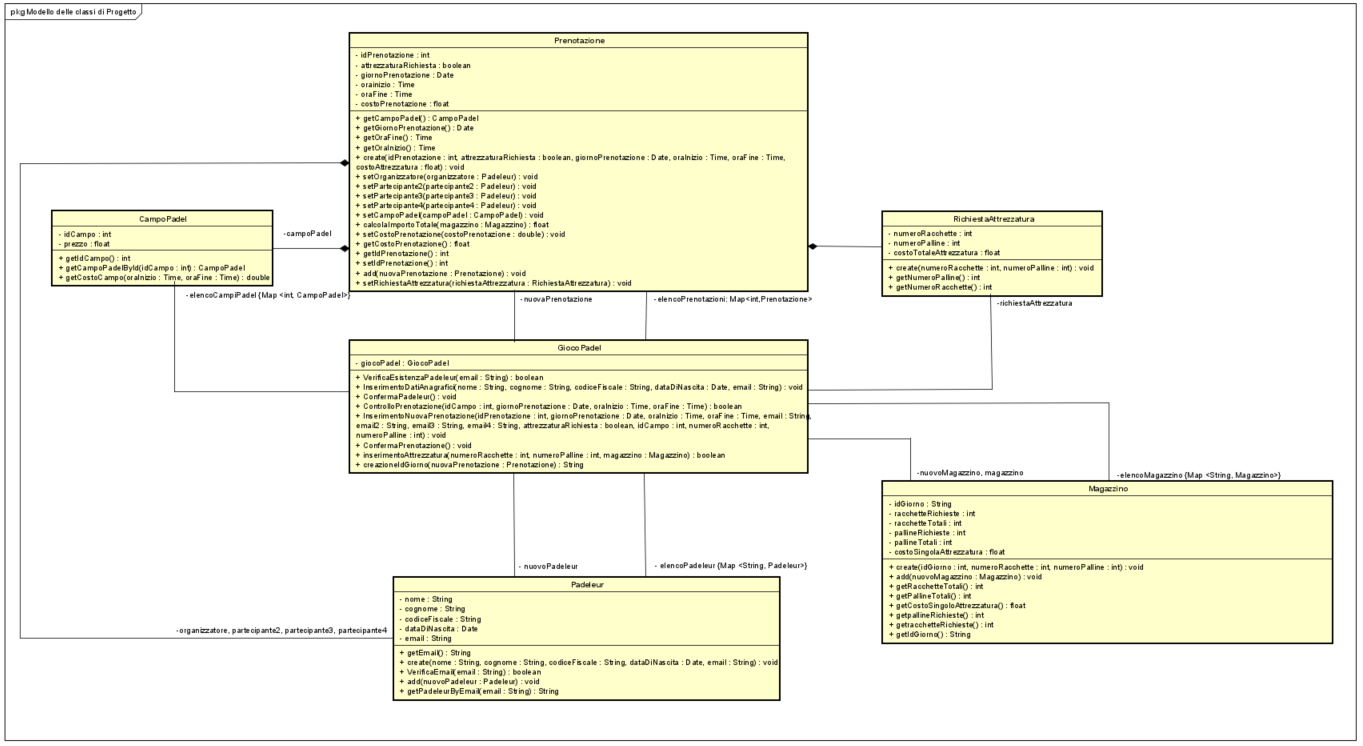 pkg Modello delle classi di Progetto
Prenotazione
- idPrenotazione : int
- attrezzaturaRichiesta : boolean
- giornoPrenotazione : Date
- orainizio : Time
- oraFine : Time
- costoPrenotazione : float
+ getCampoPadel() : CampoPadel
+ getGiornoPrenotazione() : Date
+ getOraFine() : Time
+ getOraInizio() : Time
+ create(idPrenotazione : int, attrezzaturaRichiesta : boolean, giornoPrenotazione : Date, oraInizio : Time, oraFine : Time,
costoAttrezzatura : float) : void
+ setOrganizzatore(organizzatore : Padeleur) : void
+ setPartecipante2(partecipante2 : Padeleur) : void
+ setPartecipante3(partecipante3 : Padeleur) : void
+ setPartecipante4(partecipante4 : Padeleur) : void
+ setCampoPadel(campoPadel : CampoPadel) : void
+ calcolaImportoTotale(magazzino : Magazzino) : float
+ setCostoPrenotazione(costoPrenotazione : double) : void
+ getCostoPrenotazione() : float
+ getIdPrenotazione() : int
+ setIdPrenotazione() : int
+ add(nuovaPrenotazione : Prenotazione) : void
+ setRichiestaAttrezzatura(richiestaAttrezzatura : RichiestaAttrezzatura) : void
CampoPadel
- idCampo : int
- prezzo : float
+ getIdCampo() : int
+ getCampoPadelById(idCampo : int) : CampoPadel
+ getCostoCampo(oraInizio : Time, oraFine : Time) : double
-campoPadel
-elencoCampiPadel {Map <int, CampoPadel>}
RichiestaAttrezzatura
- numeroRacchette : int
- numeroPalline : int
- costoTotaleAttrezzatura : float
+ create(numeroRacchette : int, numeroPalline : int) : void
+ getNumeroPalline() : int
+ getNumeroRacchette() : int
-richiestaAttrezzatura
- nuovaPrenotazione
- elencoPrenotazioni: Map<int,Prenotazione>
GiocoPadel
- giocoPadel : GiocoPadel
+ VerificaEsistenzaPadeleur(email : String) : boolean
+ InserimentoDatiAnagrafici(nome : String, cognome : String, codiceFiscale : String, dataDiNascita : Date, email : String) : void
+ ConfermaPadeleur() : void
+ ControlloPrenotazione(idCampo : int, giornoPrenotazione : Date, oraInizio : Time, oraFine : Time) : boolean
+ InserimentoNuovaPrenotazione(idPrenotazione : int, giornoPrenotazione : Date, oraInizio : Time, oraFine : Time, email : String,
email2 : String, email3 : String, email4 : String, attrezzaturaRichiesta : boolean, idCampo : int, numeroRacchette : int,
numeroPalline : int) : void
+ ConfermaPrenotazione() : void
+ inserimentoAttrezzatura(numeroRacchette : int, numeroPalline : int, magazzino : Magazzino) : boolean
+ creazioneIdGiorno(nuovaPrenotazione : Prenotazione) : String
-nuovoMagazzino, magazzino
-elencoMagazzino {Map <String, Magazzino>}
Magazzino
- idGiorno : String
- racchetteRichieste : int
- racchetteTotali : int
- pallineRichieste : int
- pallineTotali : int
- costoSingolaAttrezzatura : float
+ create(idGiorno : int, numeroRacchette : int, numeroPalline : int) : void
+ add(nuovoMagazzino : Magazzino) : void
+ getRacchetteTotali() : int
+ getPallineTotali() : int
+ getCostoSingoloAttrezzatura() : float
+ getpallineRichieste() : int
+ getracchetteRichieste() : int
+ getIdGiorno() : String
- nuovoPadeleur
- elencoPadeleur {Map <String, Padeleur>}
-organizzatore, partecipante2, partecipante3, partecipante4
Padeleur
- nome : String
- cognome : String
- codiceFiscale : String
- dataDiNascita : Date
- email : String
+ getEmail() : String
+ create(nome : String, cognome : String, codiceFiscale : String, dataDiNascita : Date, email : String) : void
+ VerificaEmail(email : String) : boolean
+ add(nuovoPadeleur : Padeleur) : void
+ getPadeleurByEmail(email : String) : String